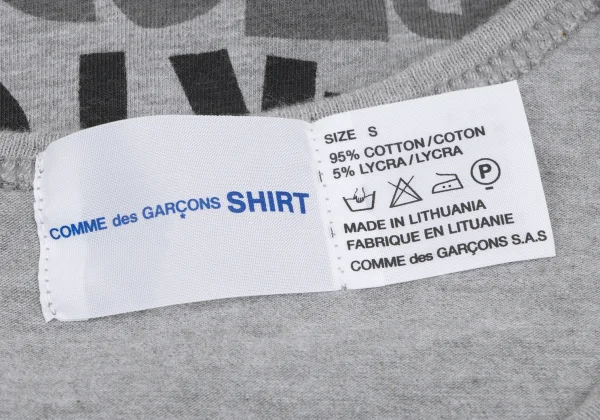 COMME des GARÇONS SHIRT
SIZE S
95% COTTON/COTON
5% LYCRA/LYCRA
P
MADE IN LITHUANIA
FABRIQUE EN LITUANIE
COMME des GARÇONS S.A.S